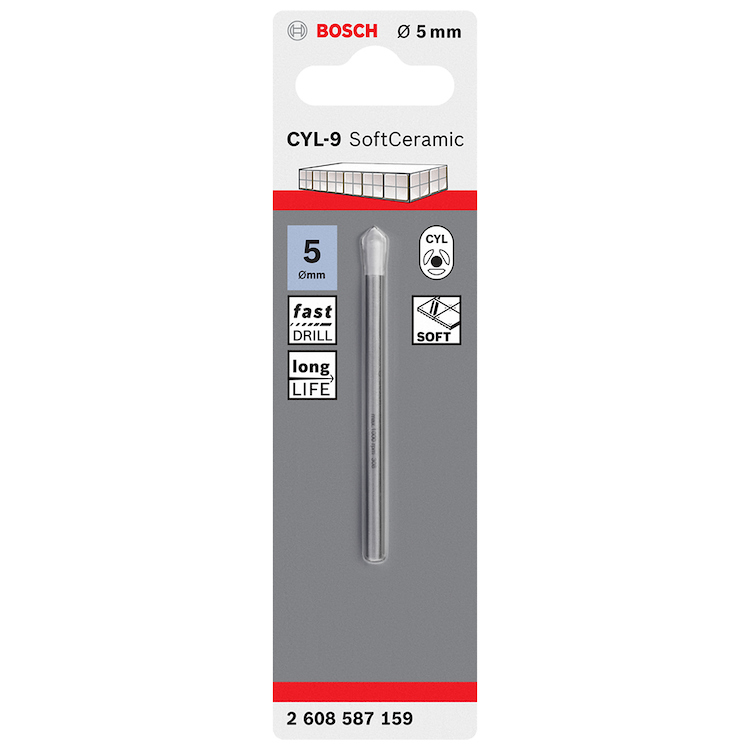 BOSCH Ø 5 mm
CYL-9 SoftCeramic
5
Ømm
CYL
fast
DRILL
SOFT
long
LIFE
2 608 587 159